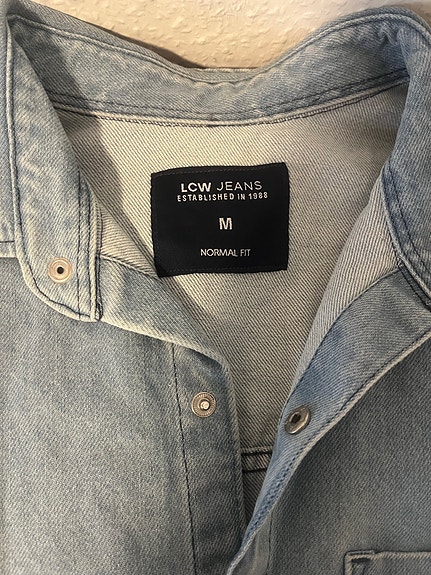 LCW JEANS
ESTABLISHED IN 1988
M
NORMAL FIT